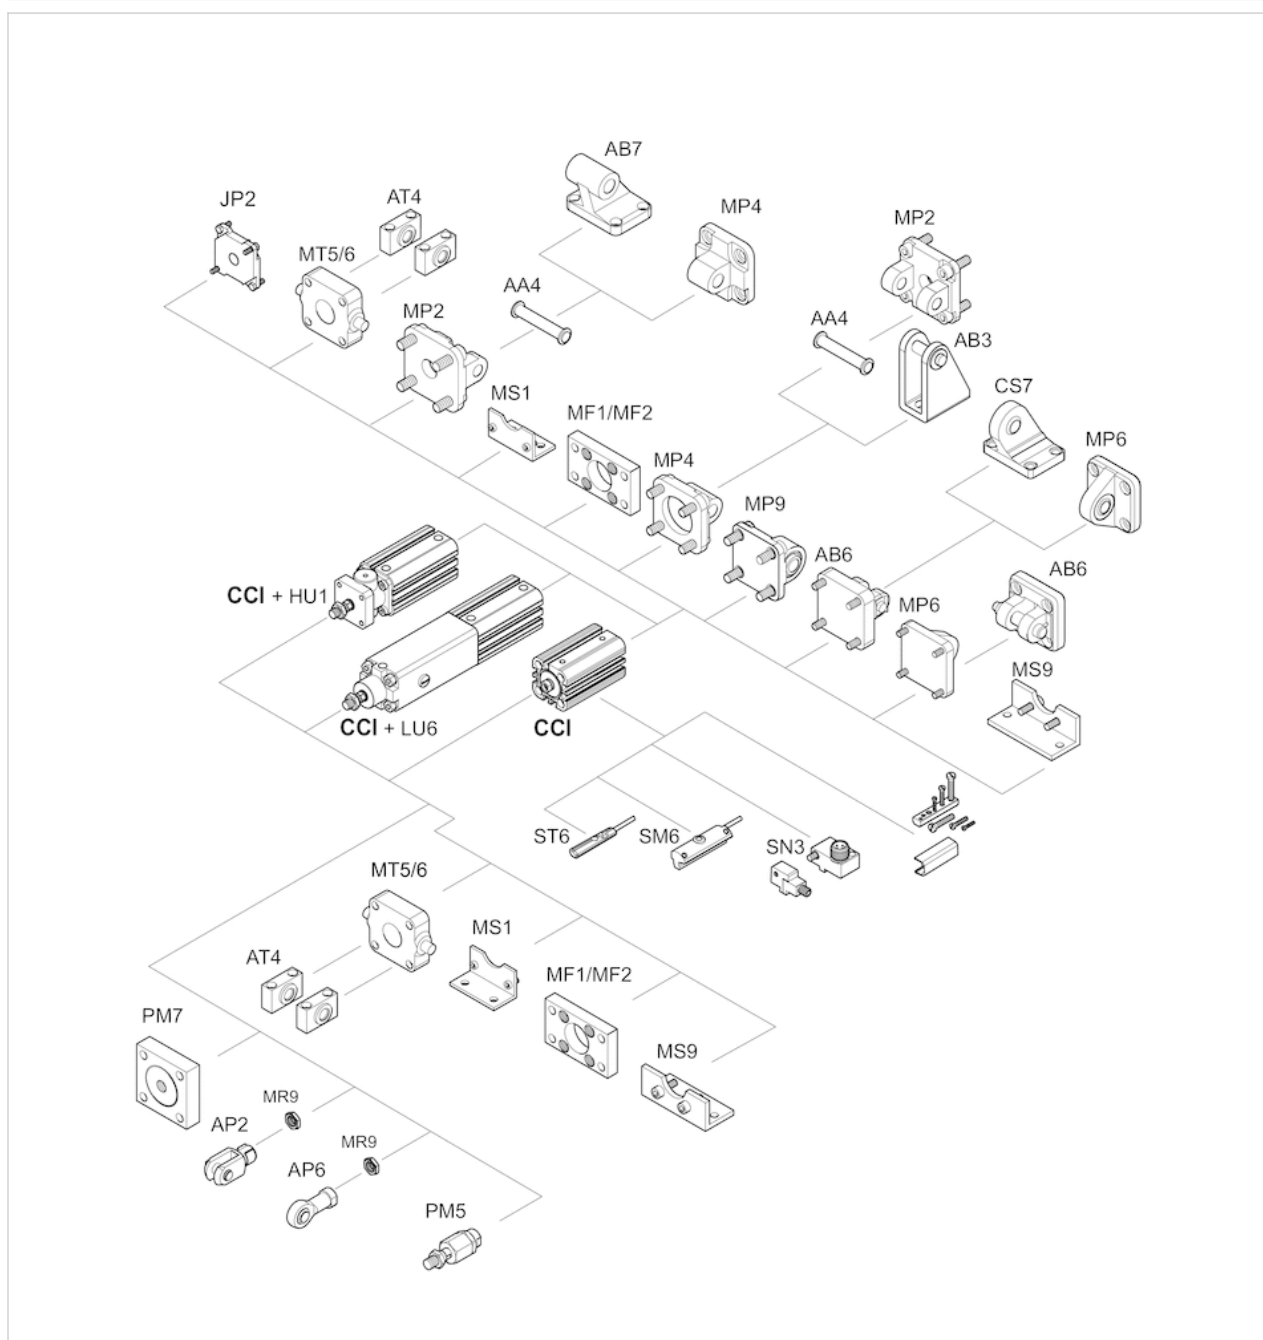 AB7
JP2
AT4
MP4
MP2
MT5/6
AA4
MP2
AA4
AB3
MS1
CS7
MF1/MF2
MP6
MP4
MP9
AB6
AB6
CCI + HU1
MP6
MS9
CCI + LU6
CCI
ST6
SM6
SN3
MT5/6
MS1
AT4
MF1/MF2
PM7
MS9
MR9
AP2
MR9
AP6
PM5